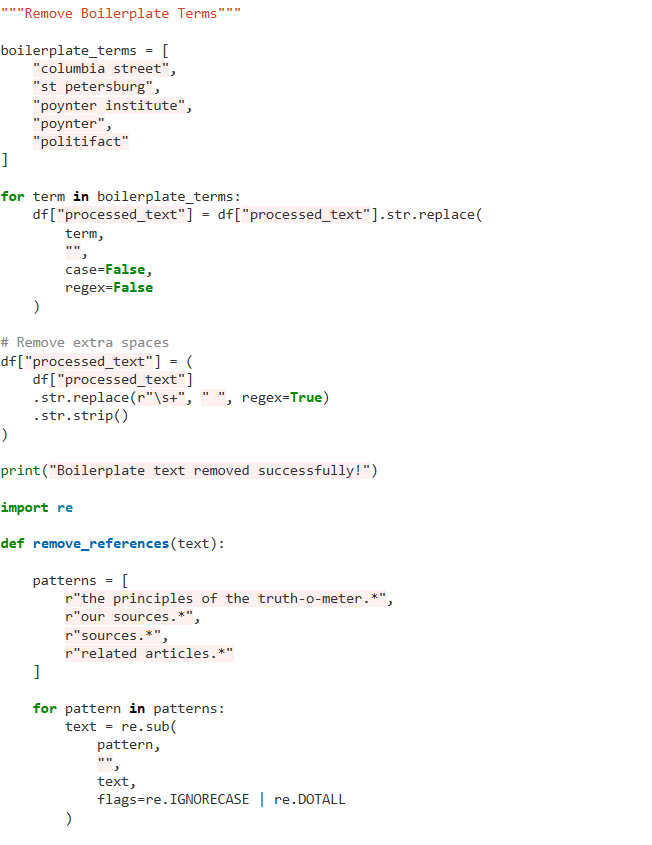 """Remove Boilerplate Terms"""

boilerplate_terms = [
    "columbia street",
    "st petersburg",
    "poynter institute",
    "poynter",
    "politifact"
]

for term in boilerplate_terms:
    df["processed_text"] = df["processed_text"].str.replace(
        term,
        "",
        case=False,
        regex=False
    )

# Remove extra spaces
df["processed_text"] = (
    df["processed_text"]
    .str.replace(r"\s+", " ", regex=True)
    .str.strip()
)

print("Boilerplate text removed successfully!")

import re

def remove_references(text):

    patterns = [
        r"the principles of the truth-o-meter.*",
        r"our sources.*",
        r"sources.*",
        r"related articles.*"
    ]

    for pattern in patterns:
        text = re.sub(
            pattern,
            "",
            text,
            flags=re.IGNORECASE | re.DOTALL
        )